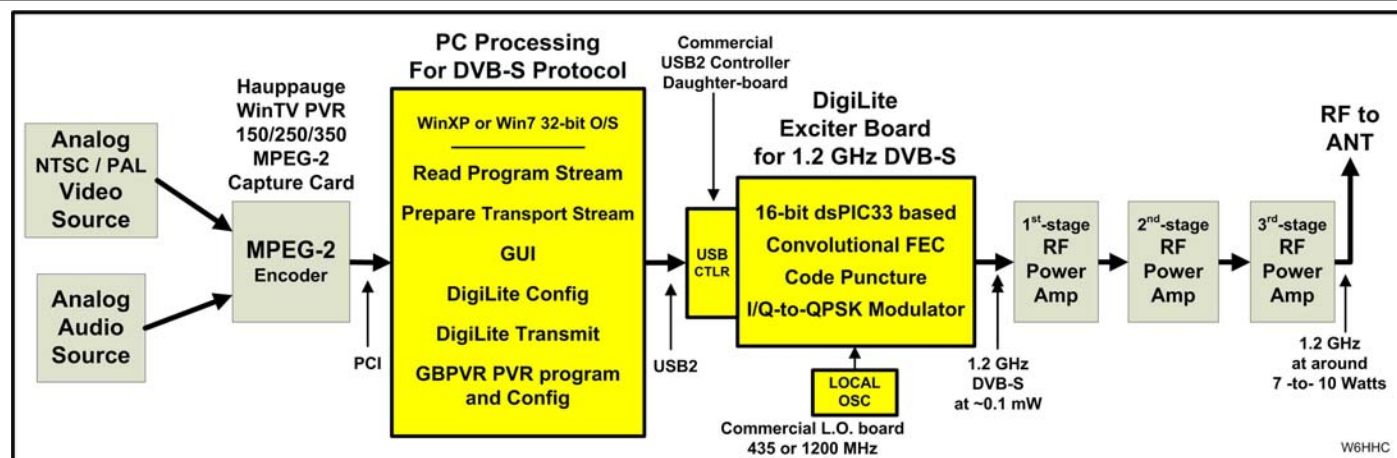 Analog
NTSC / PAL
Video
Source
Analog
Audio
Source
Hauppauge
WinTV PVR
150/250/350
MPEG-2
Capture Card
MPEG-2
Encoder
PCI
PC Processing
For DVB-S Protocol
WinXP or Win7 32-bit O/S
Read Program Stream
Prepare Transport Stream
GUI
DigiLite Config
DigiLite Transmit
GBPVR PVR program
and Config
USB2
Commercial
USB2 Controller
Daughter-board
USB
CTLR
DigiLite
Exciter Board
for 1.2 GHz DVB-S
16-bit dsPIC33 based
Convolutional FEC
Code Puncture
I/Q-to-QPSK Modulator
LOCAL
OSC
Commercial L.O. board
435 or 1200 MHz
1.2 GHz
DVB-S
at ~0.1 mW
1st-stage
RF
Power
Amp
2nd-stage
RF
Power
Amp
3rd-stage
RF
Power
Amp
RF to
ANT
1.2 GHz
at around
7 -to- 10 Watts
W6HHC